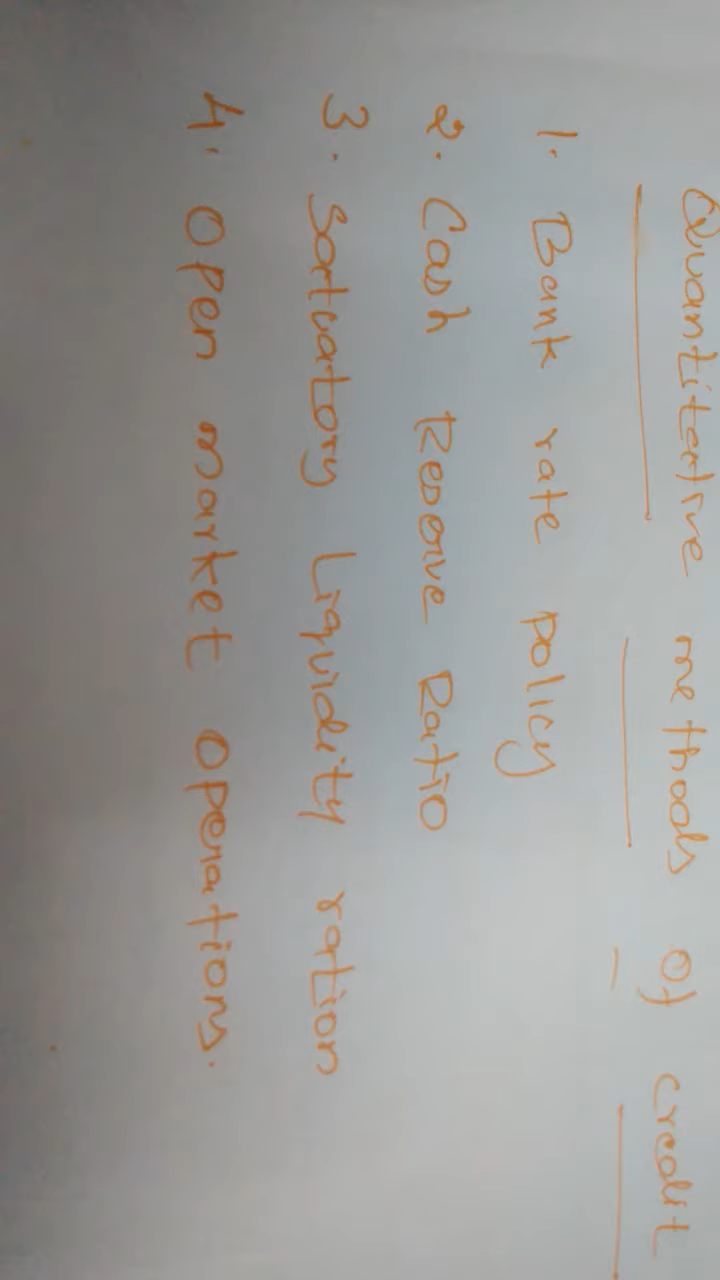 Quantitative methods of credit
1. Bank rate policy
2. Cash Reserve Ratio
3. Sartuatory Liquidity ration
4. Open market operations.